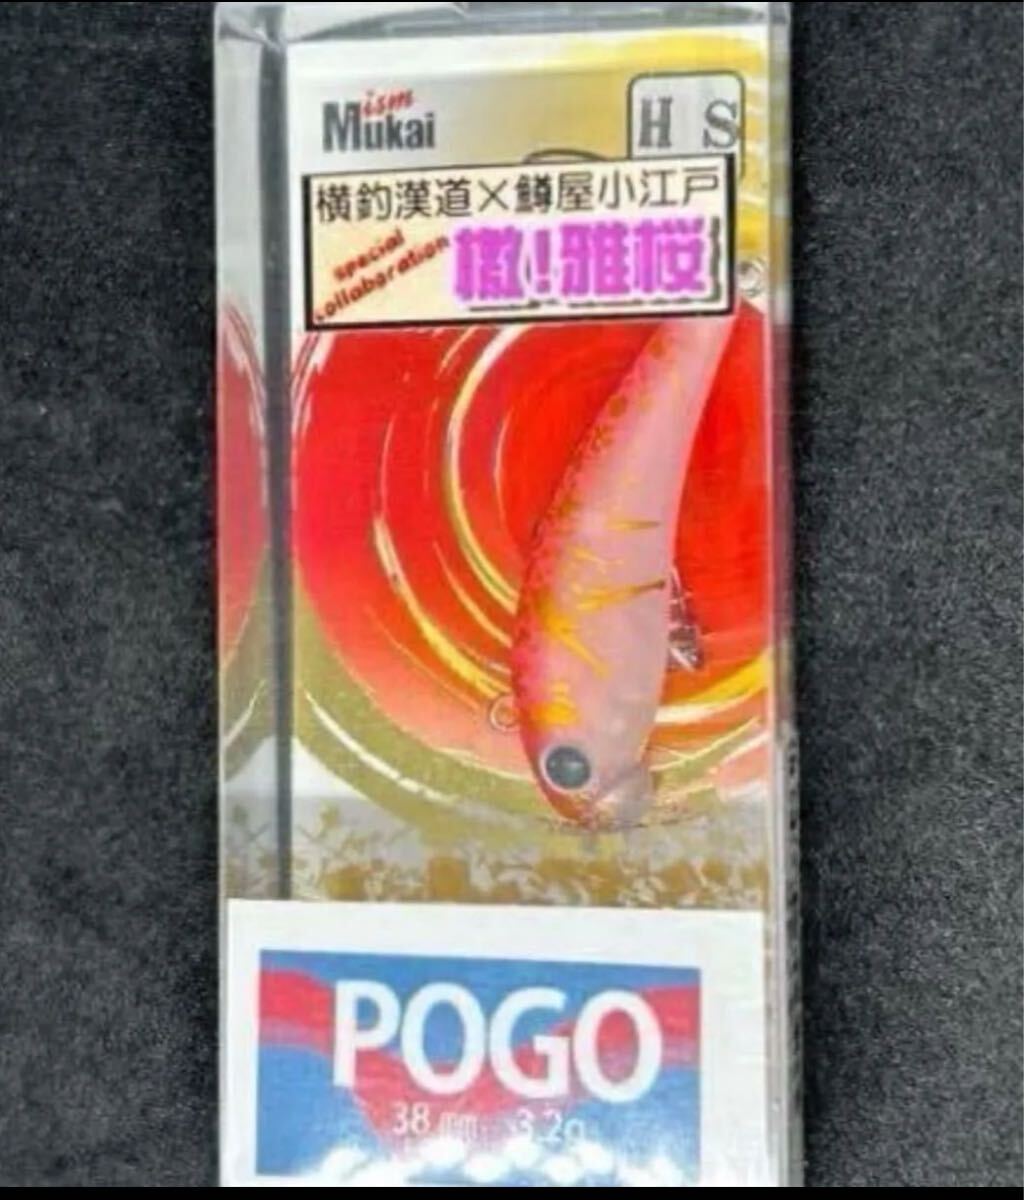 ism
Mukai
H S
横釣漢道×鱒屋小江戸
special
collaboration
徹!雅桜
POGO
38mm 3.2g